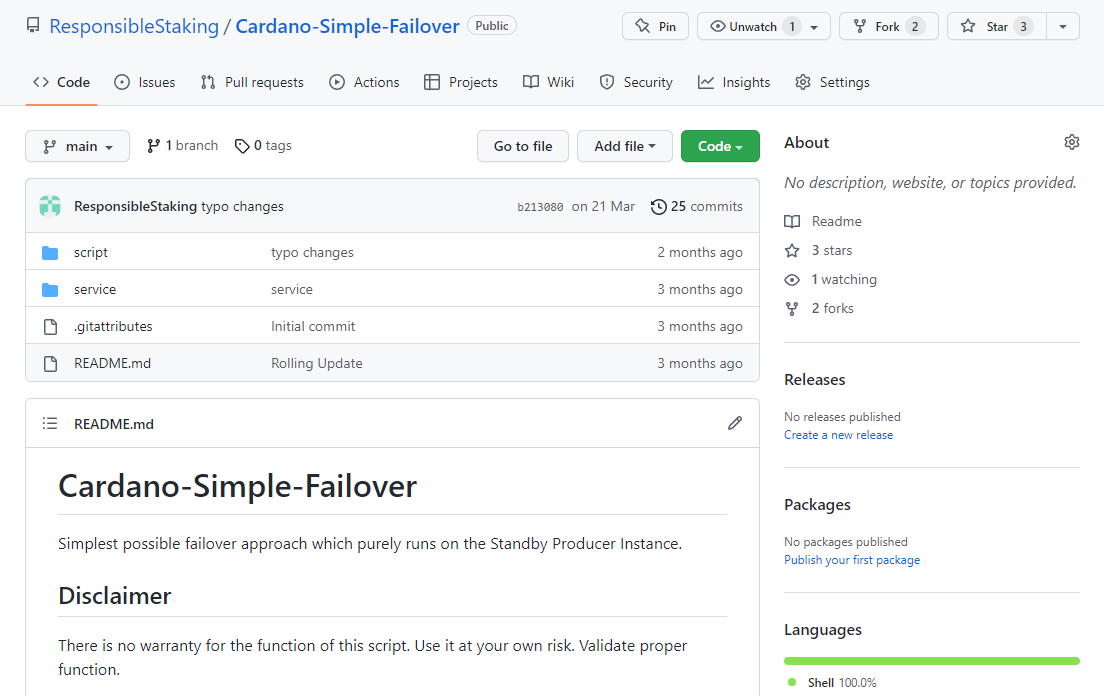 ResponsibleStaking / Cardano-Simple-Failover Public Pin Unwatch 1 Fork 2 Star 3
Code Issues Pull requests Actions Projects Wiki Security Insights Settings
main 1 branch 0 tags Go to file Add file Code
ResponsibleStaking typo changes b213080 on 21 Mar 25 commits
script typo changes 2 months ago
service service 3 months ago
.gitattributes Initial commit 3 months ago
README.md Rolling Update 3 months ago
README.md
Cardano-Simple-Failover
Simplest possible failover approach which purely runs on the Standby Producer Instance.
Disclaimer
There is no warranty for the function of this script. Use it at your own risk. Validate proper
function.
About
No description, website, or topics provided.
Readme
3 stars
1 watching
2 forks
Releases
No releases published
Create a new release
Packages
No packages published
Publish your first package
Languages
Shell 100.0%